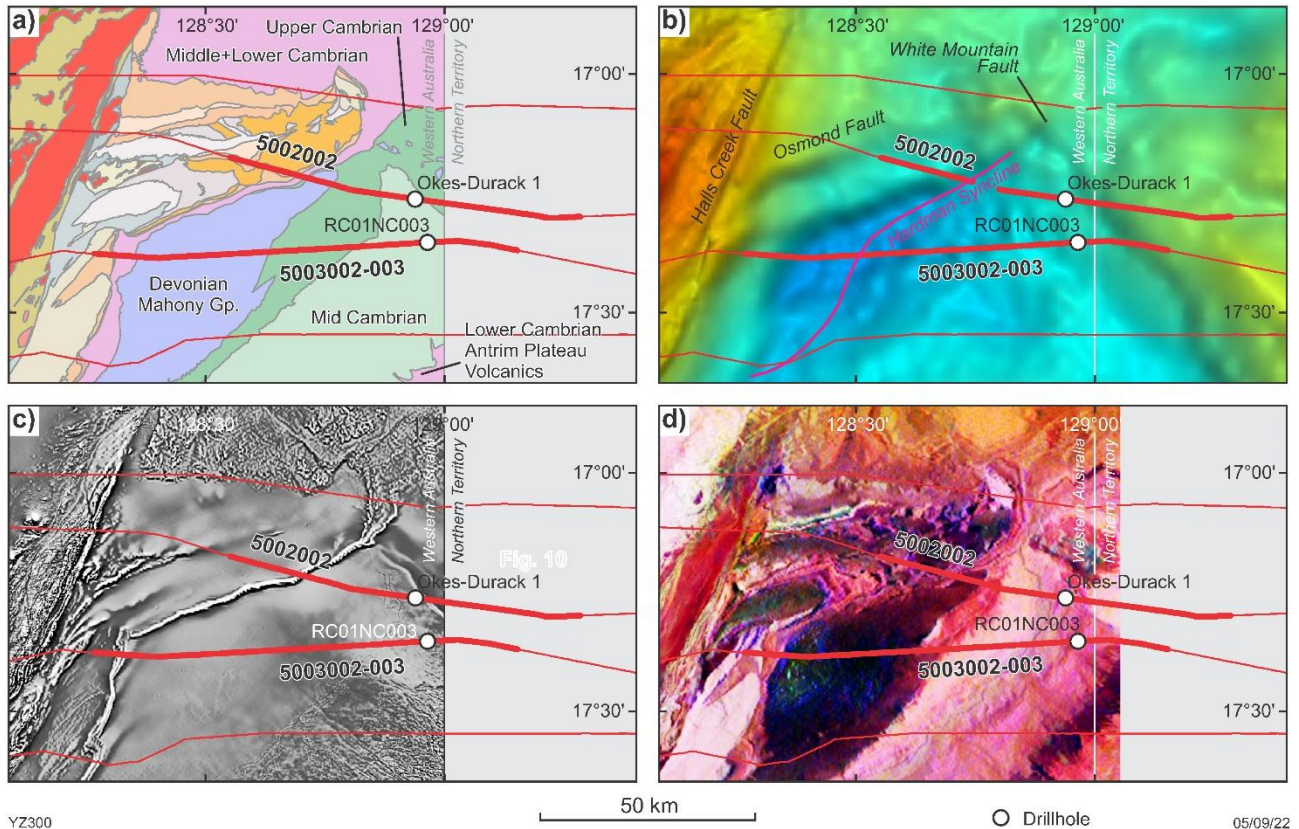 a)
128°30'
129°00'
Upper Cambrian
Middle+Lower Cambrian
Western Australia
Northern Territory
17°00'
5002002
Okes-Durack 1
RC01NC003
5003002-003
Devonian
Mahony Gp.
Mid Cambrian
17°30'
Lower Cambrian
Antrim Plateau
Volcanics
b)
128°30'
129°00'
White Mountain
Fault
Western Australia
Northern Territory
17°00'
Halls Creek Fault
Osmond Fault
5002002
Okes-Durack 1
Hardman Syncline
RC01NC003
5003002-003
17°30'
c)
128°30'
129°00'
Western Australia
Northern Territory
17°00'
5002002
Fig. 10
Okes-Durack 1
RC01NC003
5003002-003
17°30'
d)
128°30'
129°00'
Western Australia
Northern Territory
17°00'
5002002
Okes-Durack 1
RC01NC003
5003002-003
17°30'
YZ300
50 km
Drillhole
05/09/22